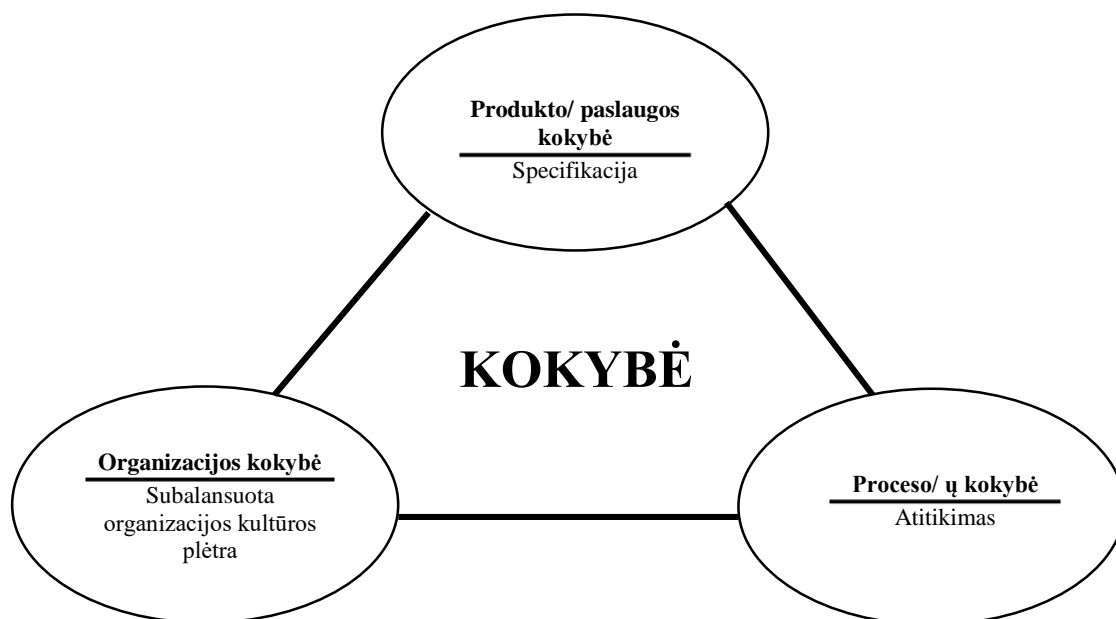 Produkto/ paslaugos
kokybė
Specifikacija
KOKYBĖ
Organizacijos kokybė
Subalansuota
organizacijos kultūros
plėtra
Proceso/ ų kokybė
Atitikimas